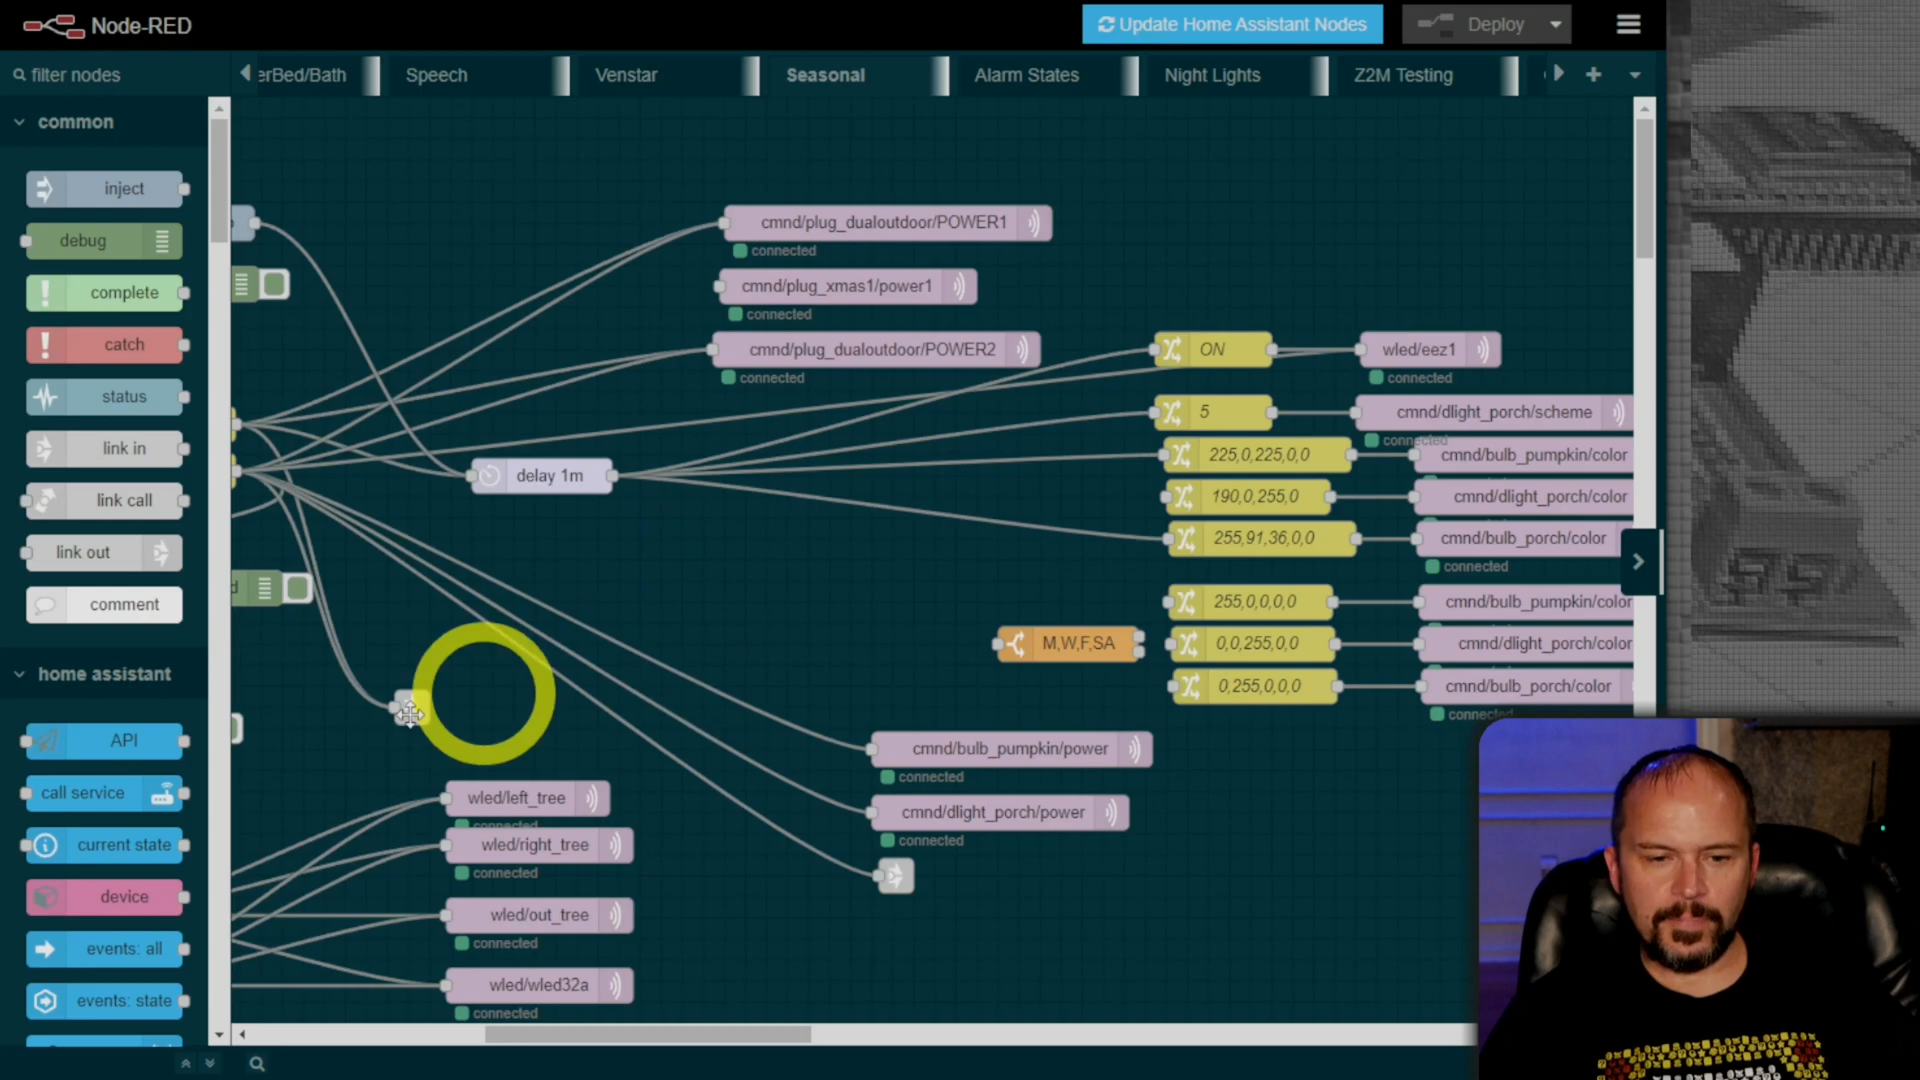 Node-RED
Update Home Assistant Nodes
Deploy
filter nodes
erBed/Bath
Speech
Venstar
Seasonal
Alarm States
Night Lights
Z2M Testing
common
inject
debug
complete
catch
status
link in
link call
link out
comment
home assistant
API
call service
current state
device
events: all
events: state
cmnd/plug_dualoutdoor/POWER1
connected
cmnd/plug_xmas1/power1
connected
cmnd/plug_dualoutdoor/POWER2
connected
ON
wled/eez1
connected
5
cmnd/dlight_porch/scheme
connected
225,0,225,0,0
cmnd/bulb_pumpkin/color
delay 1m
190,0,255,0
cmnd/dlight_porch/color
255,91,36,0,0
cmnd/bulb_porch/color
connected
d
255,0,0,0,0
cmnd/bulb_pumpkin/color
M,W,F,SA
0,0,255,0,0
cmnd/dlight_porch/color
0,255,0,0,0
cmnd/bulb_porch/color
connected
cmnd/bulb_pumpkin/power
connected
wled/left_tree
connected
cmnd/dlight_porch/power
connected
wled/right_tree
connected
wled/out_tree
connected
wled/wled32a
connected